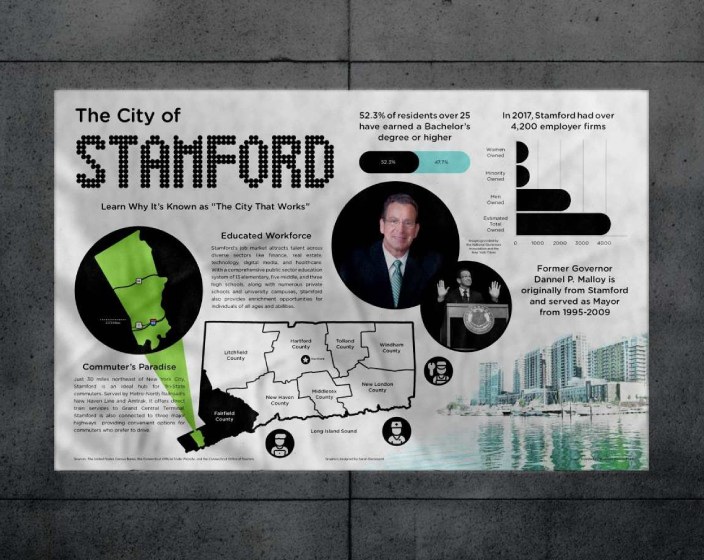 The City of
STAMFORD
Learn Why It's Known as "The City That Works"
52.3% of residents over 25
have earned a Bachelor's
degree or higher
52.3%
47.7%
In 2017, Stamford had over
4,200 employer firms
Women
Owned
Minority
Owned
Men
Owned
Estimated
Total
Owned
0 1000 2000 3000 4000
Educated Workforce
Stamford's job market attracts talent across
diverse sectors like finance, real estate,
technology, digital media, and healthcare.
With a comprehensive public sector education
system of 13 elementary, five middle, and three
high schools, along with numerous private
schools and university campuses, Stamford
also provides enrichment opportunities for
individuals of all ages and abilities.
Former Governor
Dannel P. Malloy is
originally from Stamford
and served as Mayor
from 1995-2009
Commuter's Paradise
Just 30 miles northeast of New York City,
Stamford is an ideal hub for tri-state
commuters. Served by Metro-North Railroad's
New Haven Line and Amtrak, it offers direct
train services to Grand Central Terminal.
Stamford is also connected to three major
highways providing convenient options for
commuters who prefer to drive.
Litchfield
County
Hartford
County
Tolland
County
Windham
County
Hartford
Fairfield
County
New Haven
County
Middlesex
County
New London
County
Long Island Sound